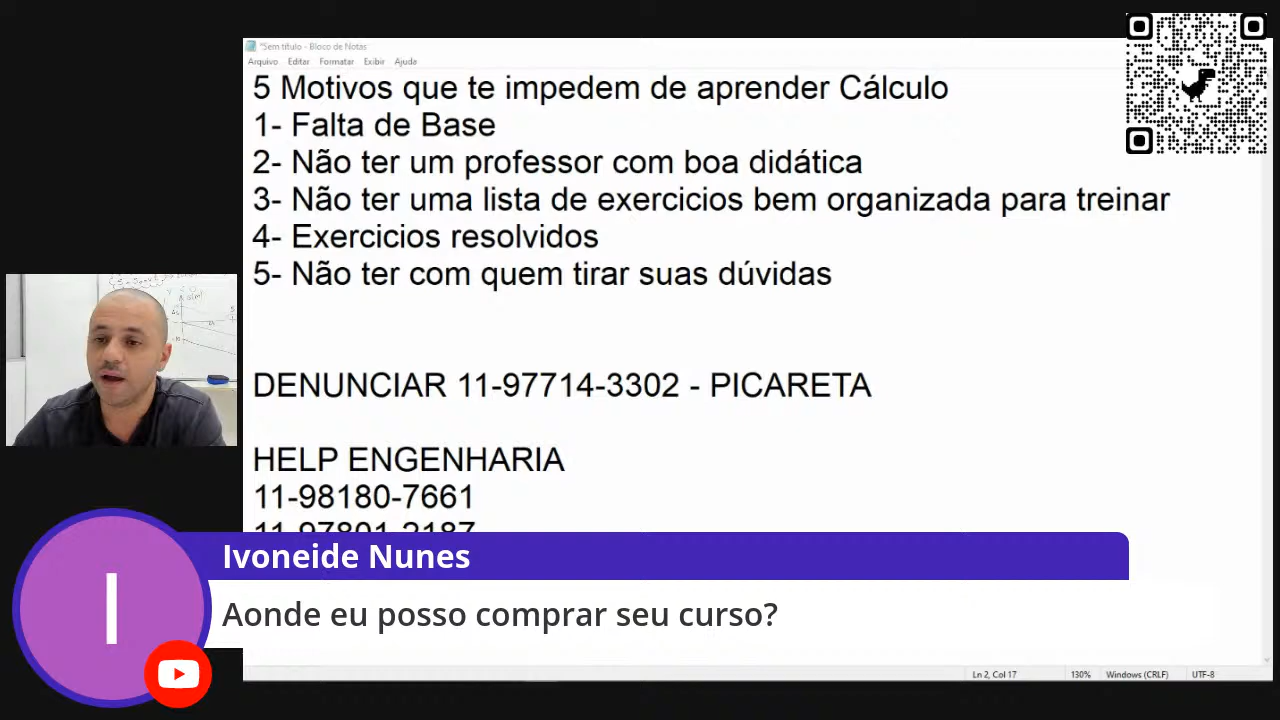 *Sem título - Bloco de Notas
Arquivo Editar Formatar Exibir Ajuda
5 Motivos que te impedem de aprender Cálculo
1- Falta de Base
2- Não ter um professor com boa didática
3- Não ter uma lista de exercicios bem organizada para treinar
4- Exercicios resolvidos
5- Não ter com quem tirar suas dúvidas
DENUNCIAR 11-97714-3302 - PICARETA
HELP ENGENHARIA
11-98180-7661
I
Ivoneide Nunes
Aonde eu posso comprar seu curso?
Ln 2, Col 17 130% Windows (CRLF) UTF-8